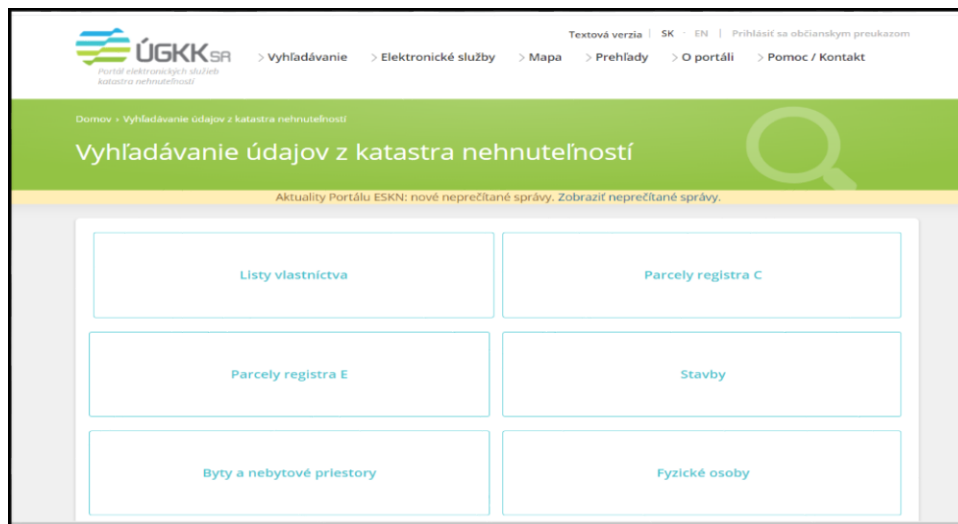 Textová verzia | SK - EN | Prihlásiť sa občianskym preukazom
ÚGKK SR
> Vyhľadávanie > Elektronické služby > Mapa > Prehľady > O portáli > Pomoc / Kontakt
Portál elektronických služieb
katastra nehnuteľností
Domov » Vyhľadávanie údajov z katastra nehnuteľností
Vyhľadávanie údajov z katastra nehnuteľností
Aktuality Portálu ESKN: nové neprečítané správy. Zobraziť neprečítané správy.
Listy vlastníctva
Parcely registra C
Parcely registra E
Stavby
Byty a nebytové priestory
Fyzické osoby